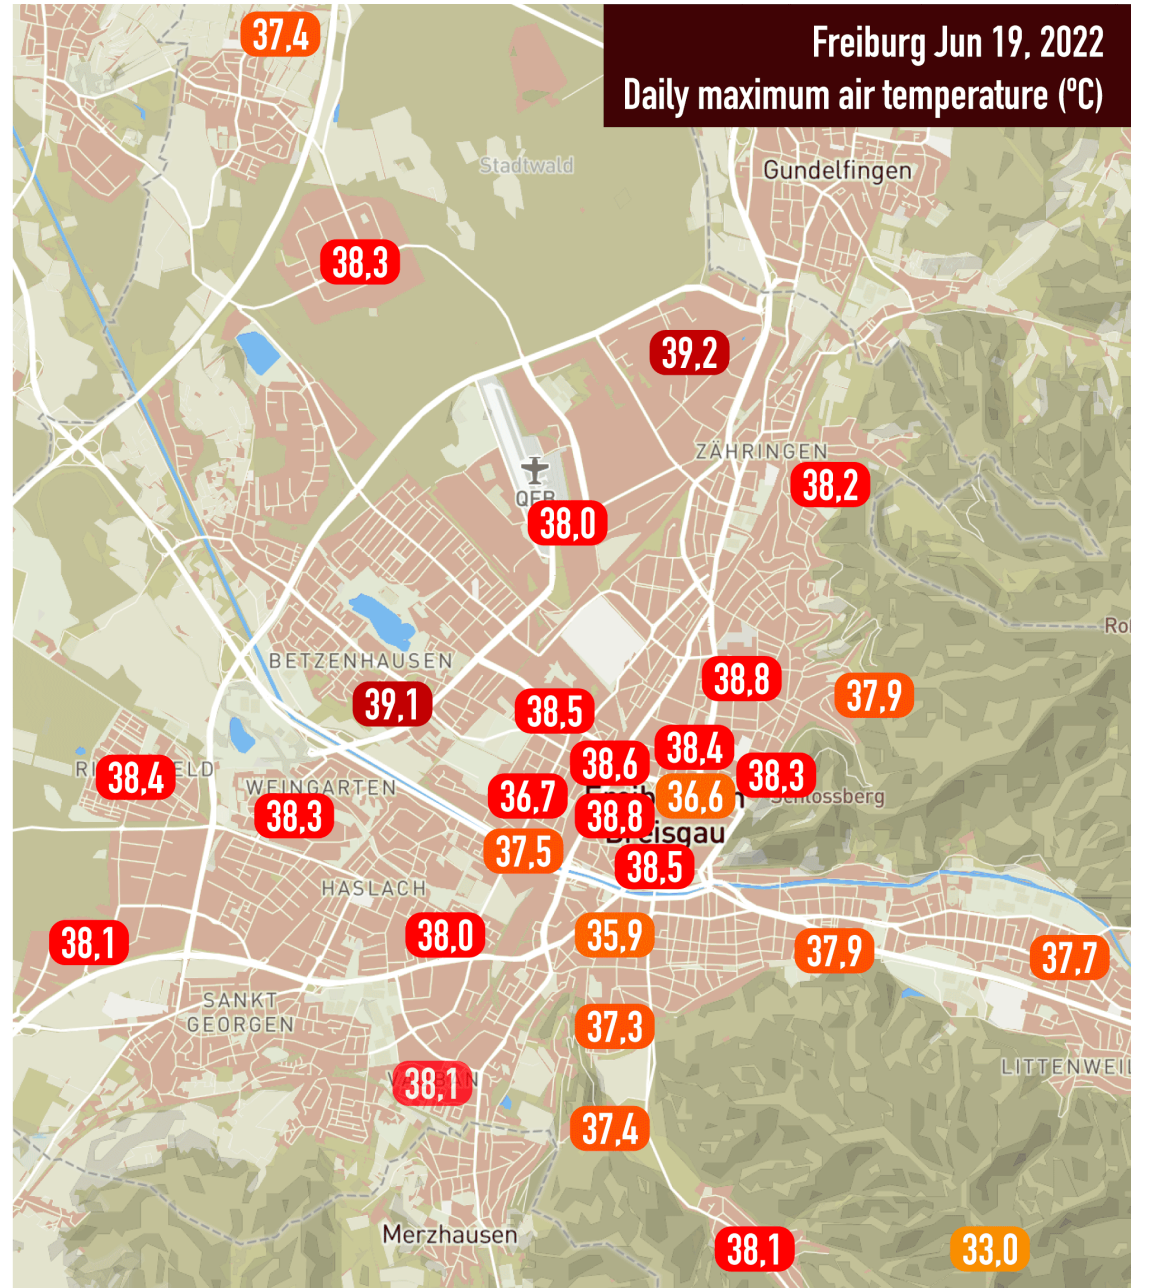 Freiburg Jun 19, 2022
Daily maximum air temperature (ºC)
37,4
Stadtwald
Gundelfingen
38,3
39,2
ZÄHRINGEN
38,2
QFB
38,0
BETZENHAUSEN
38,8
37,9
39,1
38,5
38,4
38,6
38,3
38,4
WEINGARTEN
36,7
36,6
Schlossberg
38,3
38,8
Breisgau
37,5
38,5
HASLACH
38,1
38,0
35,9
37,9
37,7
SANKT
GEORGEN
37,3
VAUBAN
38,1
37,4
Merzhausen
38,1
33,0